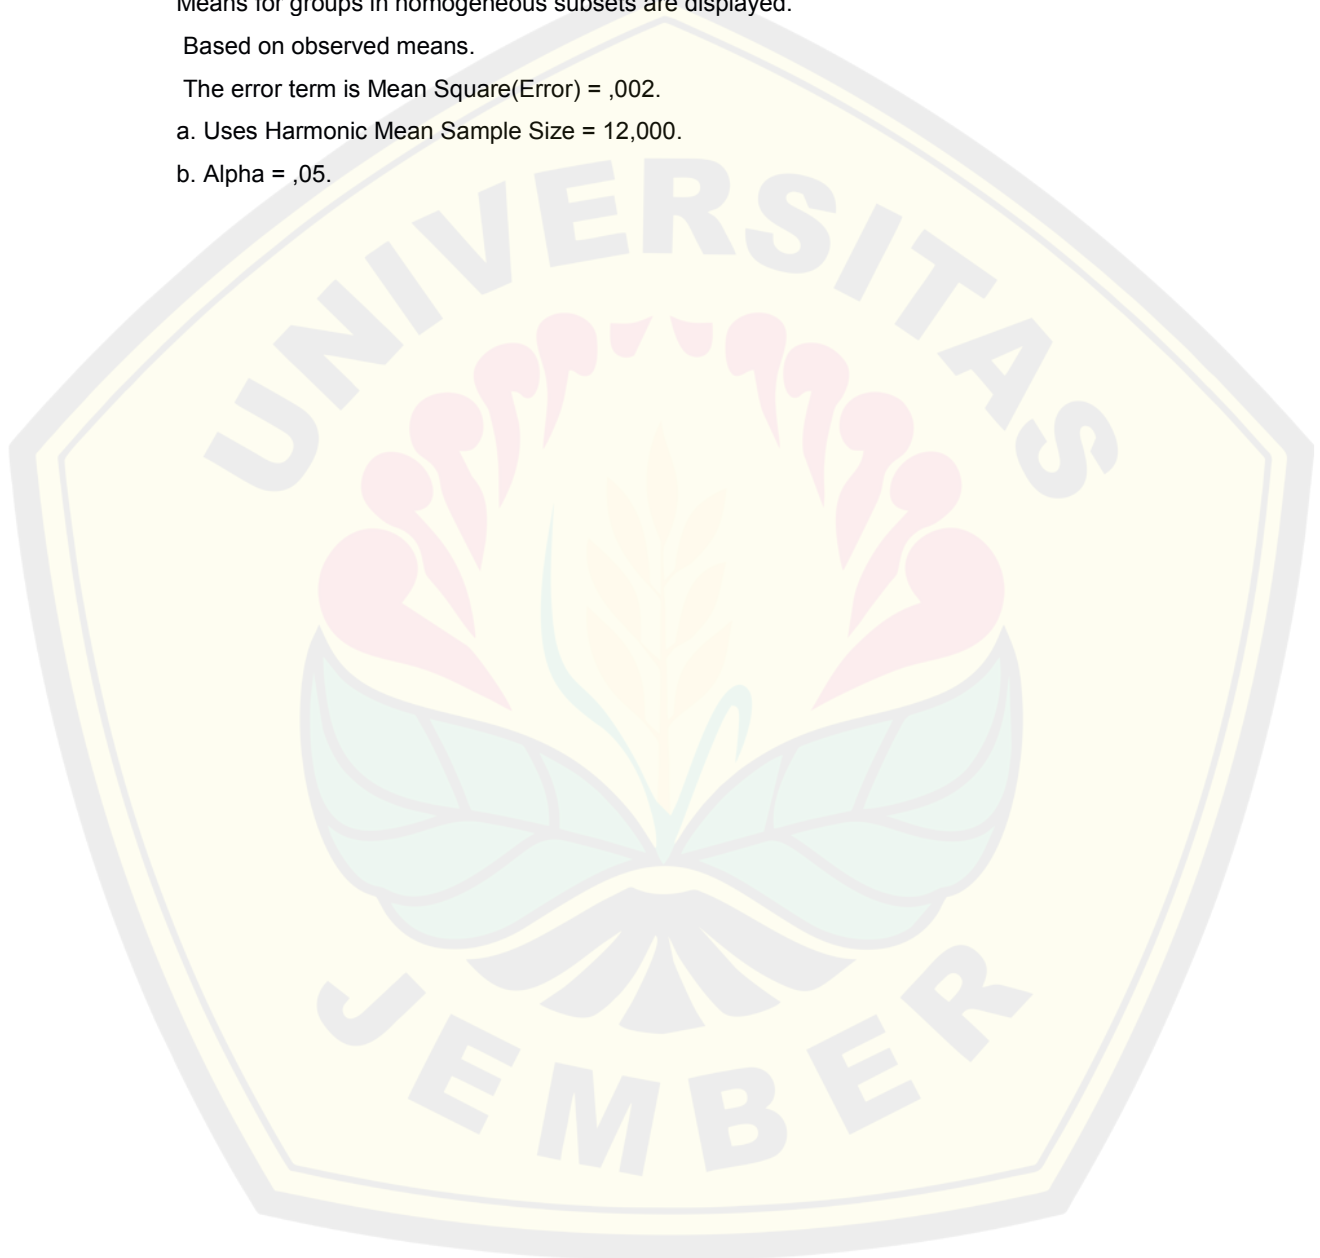 Means for groups in homogeneous subsets are displayed.
Based on observed means.
The error term is Mean Square(Error) = ,002.
a. Uses Harmonic Mean Sample Size = 12,000.
b. Alpha = ,05.
UNIVERSITAS
JEMBER